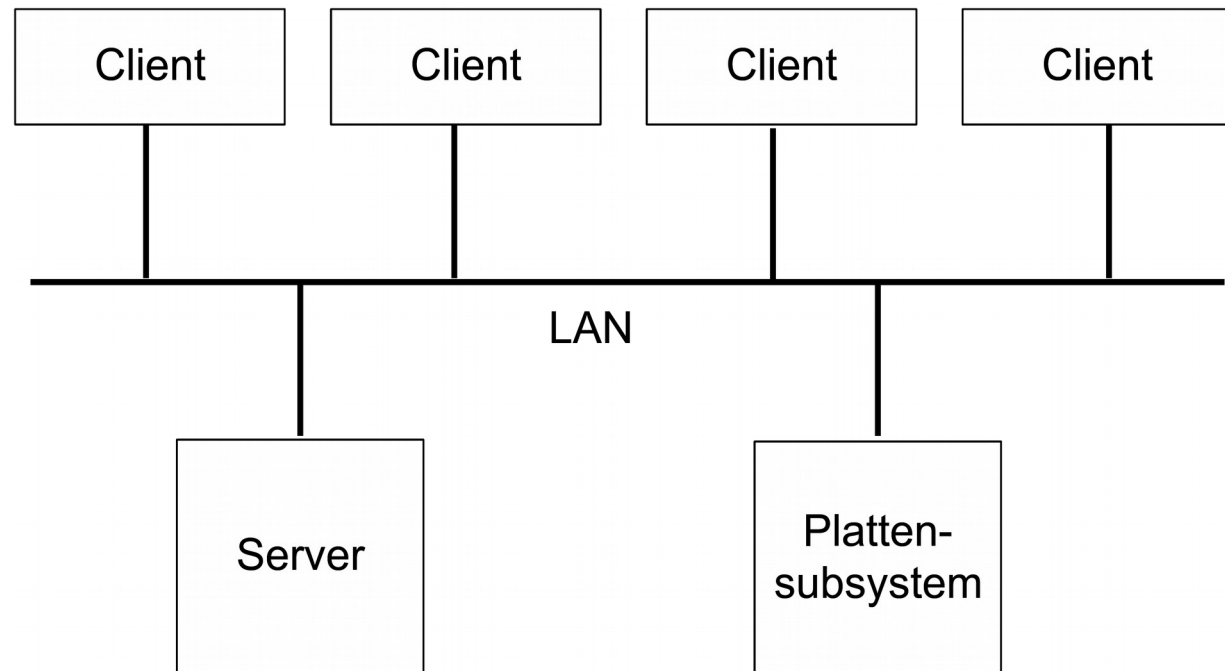 Client
Client
Client
Client
LAN
Server
Platten-
subsystem